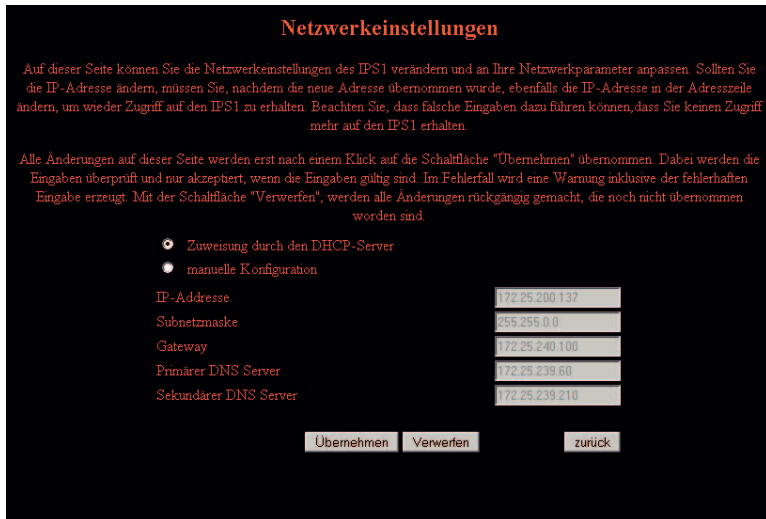 Netzwerkeinstellungen
Auf dieser Seite können Sie die Netzwerkeinstellungen des IPS1 verändern und an Ihre Netzwerkparameter anpassen. Sollten Sie
die IP-Adresse ändern, müssen Sie, nachdem die neue Adresse übernommen wurde, ebenfalls die IP-Adresse in der Adresszeile
ändern, um wieder Zugriff auf den IPS1 zu erhalten. Beachten Sie, dass falsche Eingaben dazu führen können,dass Sie keinen Zugriff
mehr auf den IPS1 erhalten.
Alle Änderungen auf dieser Seite werden erst nach einem Klick auf die Schaltfläche "Übernehmen" übernommen. Dabei werden die
Eingaben überprüft und nur akzeptiert, wenn die Eingaben gültig sind. Im Fehlerfall wird eine Warnung inklusive der fehlerhaften
Eingabe erzeugt. Mit der Schaltfläche "Verwerfen", werden alle Änderungen rückgängig gemacht, die noch nicht übernommen
worden sind.
Zuweisung durch den DHCP-Server
manuelle Konfiguration
IP-Addresse 172.25.200.137
Subnetzmaske 255.255.0.0
Gateway 172.25.240.100
Primärer DNS Server 172.25.239.60
Sekundärer DNS Server 172.25.239.210
Übernehmen Verwerfen zurück